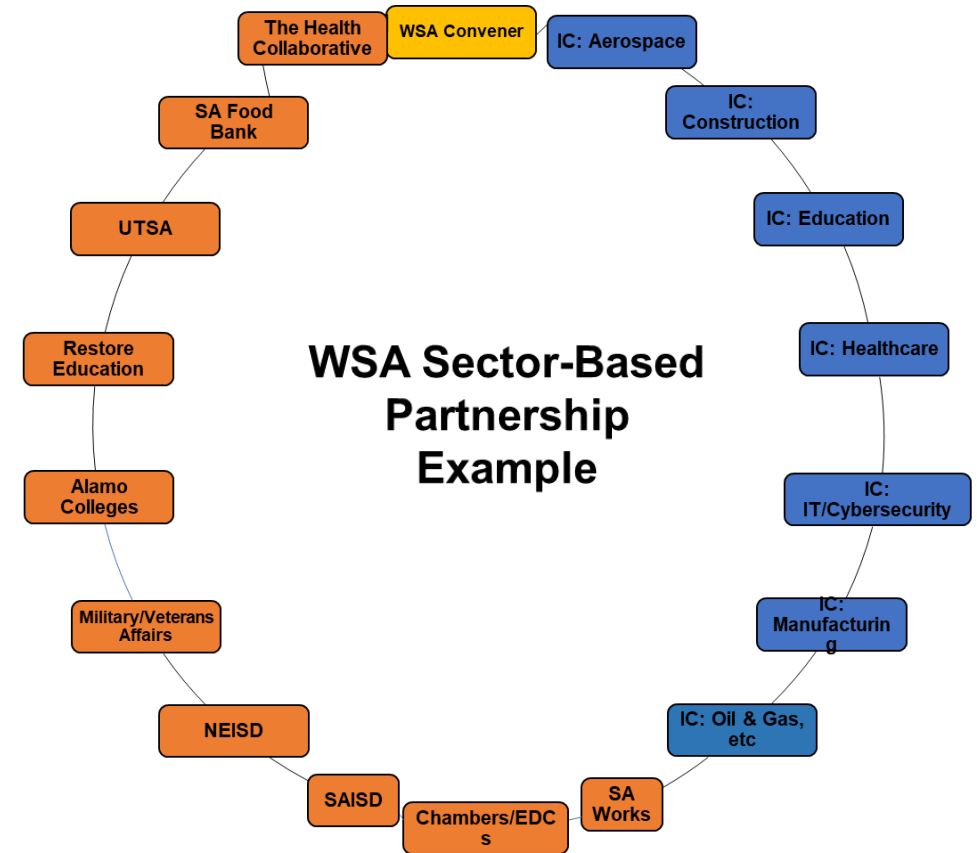 The Health
Collaborative
WSA Convener
IC: Aerospace
IC:
Construction
IC: Education
IC: Healthcare
IC:
IT/Cybersecurity
IC:
Manufacturin
g
IC: Oil & Gas,
etc
SA
Works
Chambers/EDC
s
SAISD
NEISD
Military/Veterans
Affairs
Alamo
Colleges
Restore
Education
UTSA
SA Food
Bank
WSA Sector-Based
Partnership
Example